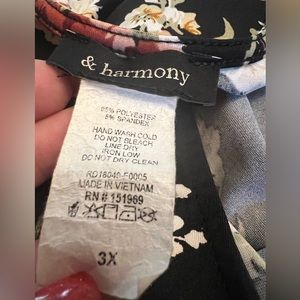 & harmony
95% POLYESTER
5% SPANDEX
HAND WASH COLD
DO NOT BLEACH
LINE DRY
IRON LOW
DO NOT DRY CLEAN
RD18040-E0005
MADE IN VIETNAM
RN # 151969
3X